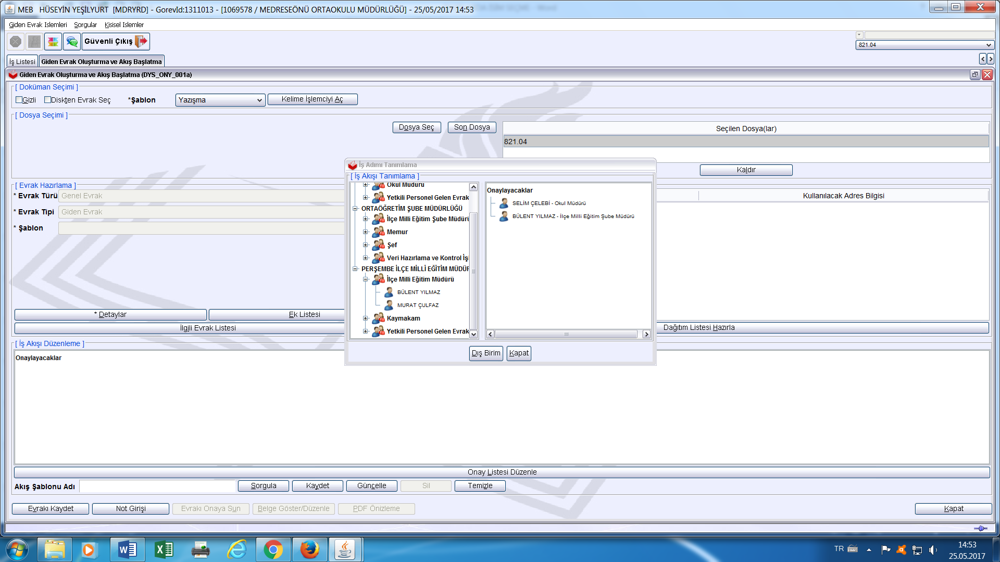 MEB HÜSEYİN YEŞİLYURT [MDRYRD] - GorevId:1311013 - [1069578 / MEDRESEÖNÜ ORTAOKULU MÜDÜRLÜĞÜ] - 25/05/2017 14:53
Giden Evrak Islemleri Sorgular Kisisel Islemler
Güvenli Çıkış
821.04
İş Listesi Giden Evrak Oluşturma ve Akış Başlatma
Giden Evrak Oluşturma ve Akış Başlatma (DYS_ONY_001a)
[ Doküman Seçimi ]
Gizli Diskten Evrak Seç *Şablon Yazışma Kelime İşlemciyi Aç
[ Dosya Seçimi ]
Dosya Seç Son Dosya Seçilen Dosya(lar)
821.04
Kaldır
İş Adımı Tanımlama
[ İş Akışı Tanımlama ]
Okul Müdürü
Yetkili Personel Gelen Evrak
ORTAÖĞRETİM ŞUBE MÜDÜRLÜĞÜ
İlçe Milli Eğitim Şube Müdürü
Memur
Şef
Veri Hazırlama ve Kontrol İş
PERŞEMBE İLÇE MİLLİ EĞİTİM MÜDÜR
İlçe Milli Eğitim Müdürü
BÜLENT YILMAZ
MURAT ÇULFAZ
Kaymakam
Yetkili Personel Gelen Evrak
Onaylayacaklar
SELİM ÇELEBİ - Okul Müdürü
BÜLENT YILMAZ - İlçe Milli Eğitim Şube Müdürü
Dış Birim Kapat
[ Evrak Hazırlama ]
* Evrak Türü Genel Evrak
Kullanılacak Adres Bilgisi
* Evrak Tipi Giden Evrak
* Şablon
* Detaylar Ek Listesi
İlgili Evrak Listesi Dağıtım Listesi Hazırla
[ İş Akışı Düzenleme ]
Onaylayacaklar
Onay Listesi Düzenle
Akış Şablonu Adı Sorgula Kaydet Güncelle Sil Temizle
Evrakı Kaydet Not Girişi Evrakı Onaya Sun Belge Göster/Düzenle PDF Önizleme Kapat
TR
14:53
25.05.2017